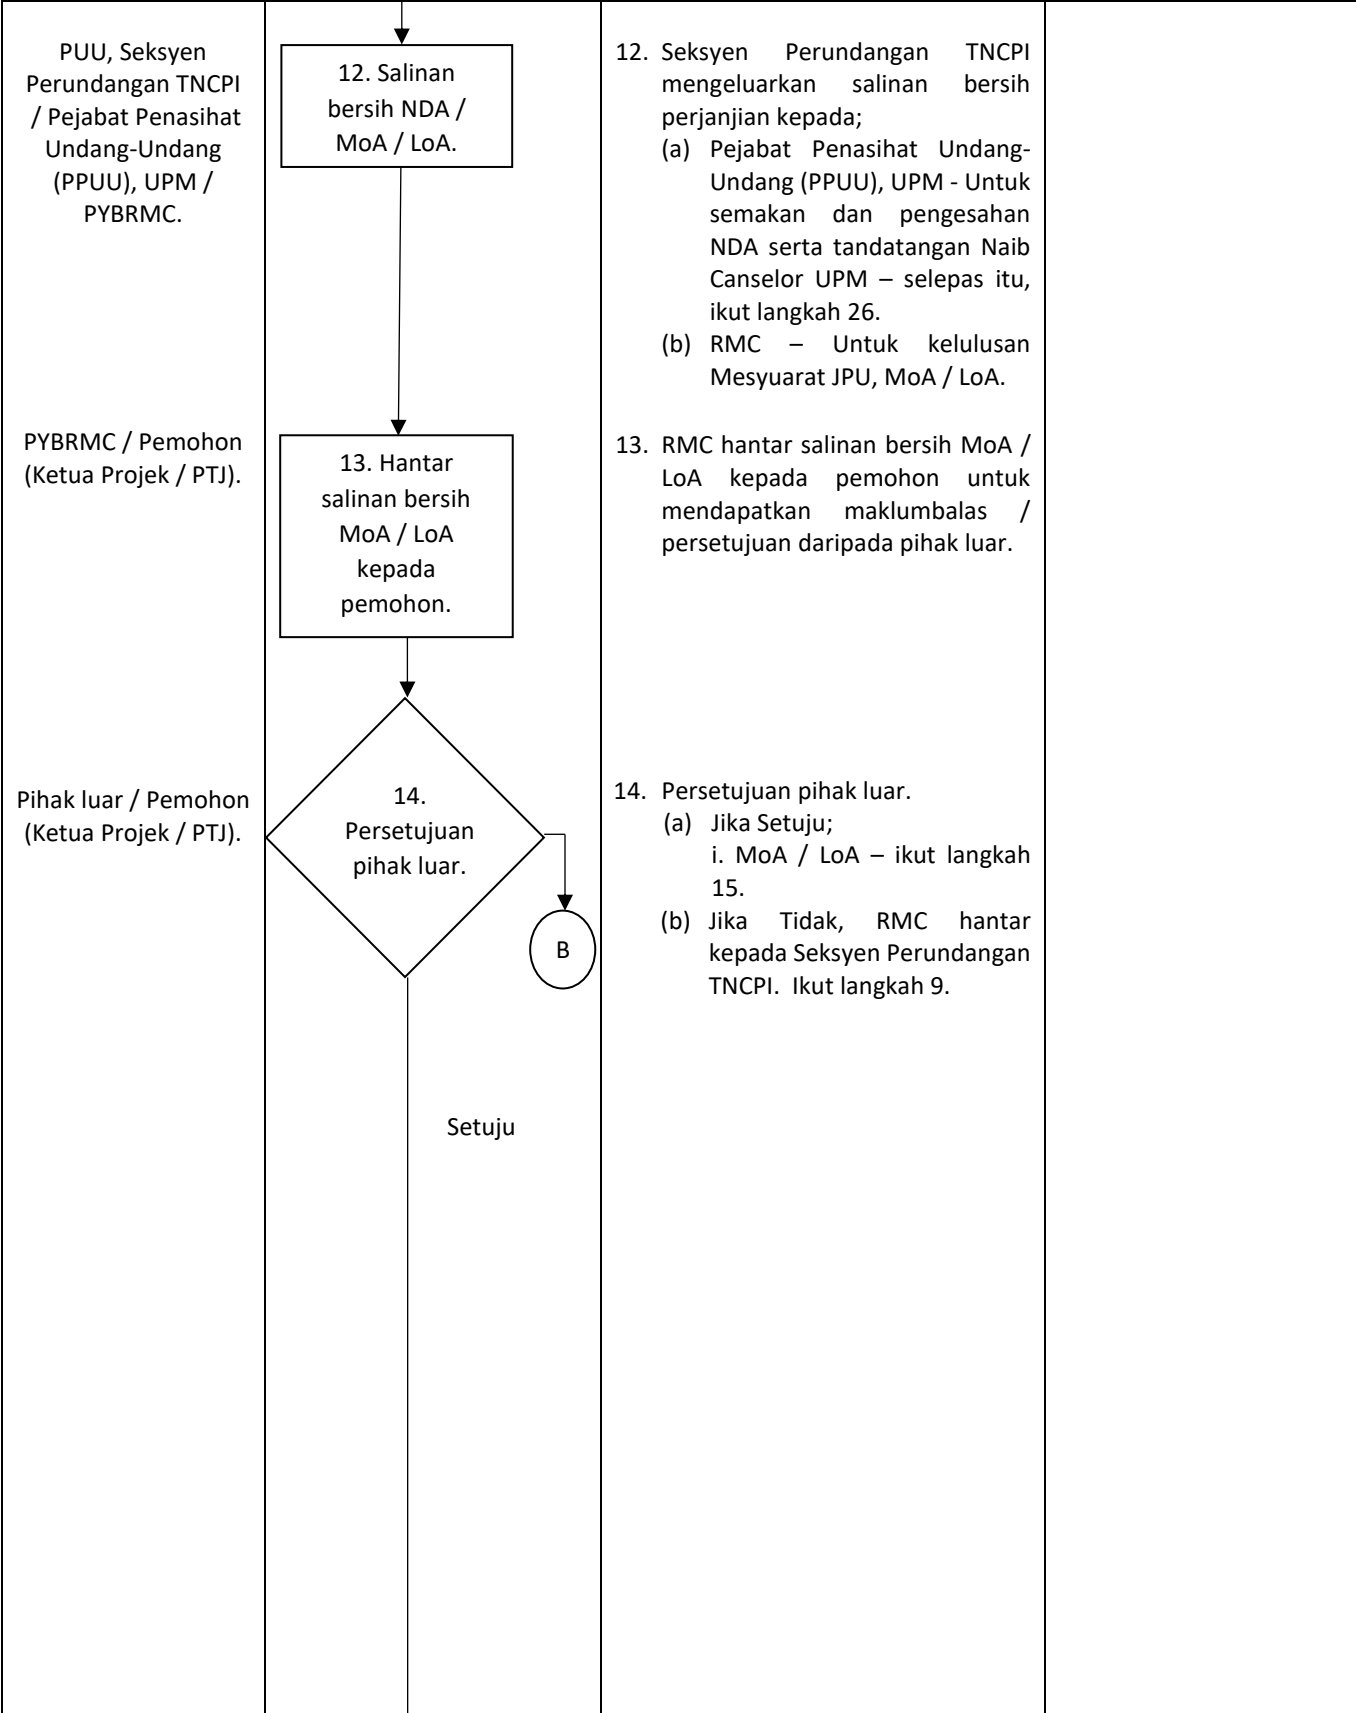 PUU, Seksyen
Perundangan TNCPI
/ Pejabat Penasihat
Undang-Undang
(PPUU), UPM /
PYBRMC.
12. Salinan
bersih NDA /
MoA / LoA.
12. Seksyen Perundangan TNCPI
mengeluarkan salinan bersih
perjanjian kepada;
(a) Pejabat Penasihat Undang-
Undang (PPUU), UPM - Untuk
semakan dan pengesahan
NDA serta tandatangan Naib
Canselor UPM – selepas itu,
ikut langkah 26.
(b) RMC – Untuk kelulusan
Mesyuarat JPU, MoA / LoA.
PYBRMC / Pemohon
(Ketua Projek / PTJ).
13. Hantar
salinan bersih
MoA / LoA
kepada
pemohon.
13. RMC hantar salinan bersih MoA /
LoA kepada pemohon untuk
mendapatkan maklumbalas /
persetujuan daripada pihak luar.
Pihak luar / Pemohon
(Ketua Projek / PTJ).
14.
Persetujuan
pihak luar.
B
Setuju
14. Persetujuan pihak luar.
(a) Jika Setuju;
i. MoA / LoA – ikut langkah
15.
(b) Jika Tidak, RMC hantar
kepada Seksyen Perundangan
TNCPI. Ikut langkah 9.